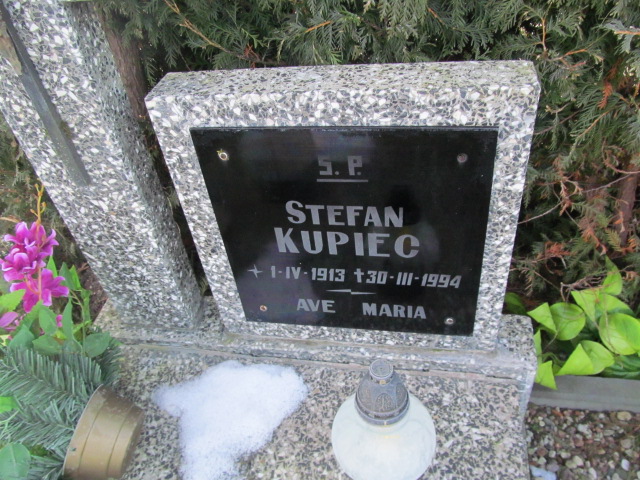 S. P.
STEFAN
KUPIEC
1-IV-1913 †30-III-1994
AVE MARIA